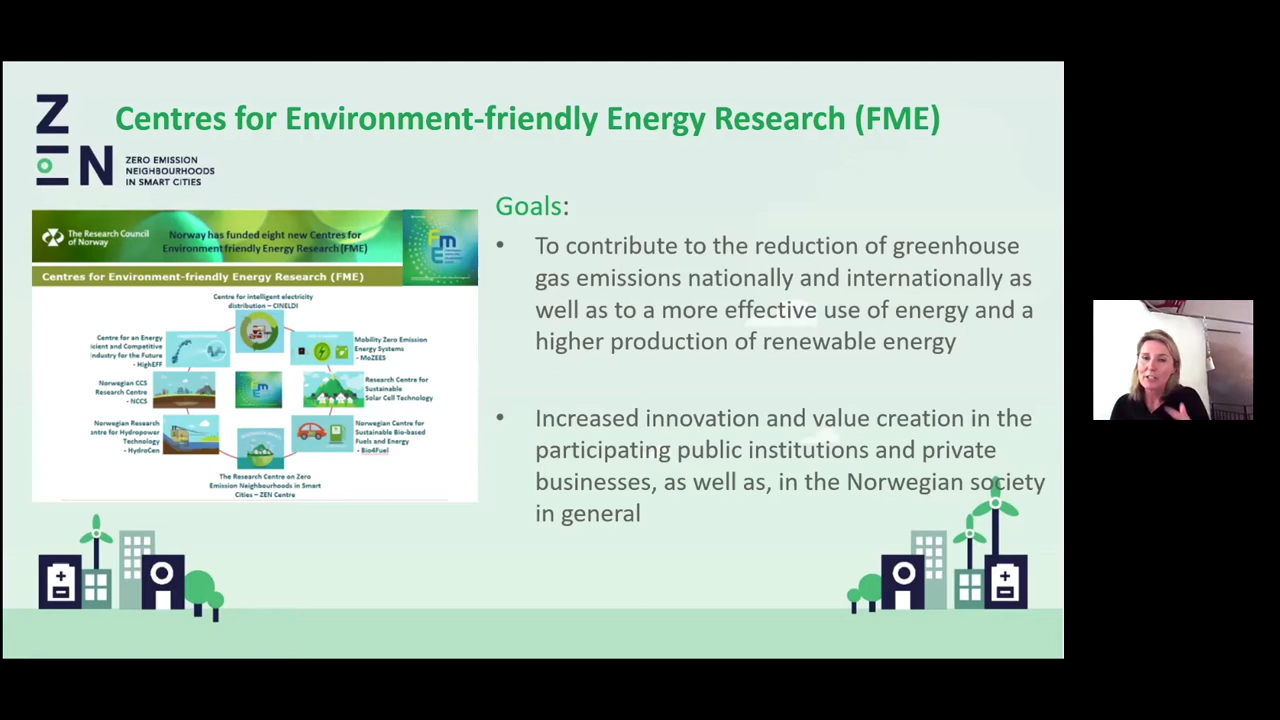 Centres for Environment-friendly Energy Research (FME)
Z
EN
ZERO EMISSION
NEIGHBOURHOODS
IN SMART CITIES
The Research Council
of Norway
Norway has funded eight new Centres for
Environment friendly Energy Research (FME)
FmE
Centres for Environment-friendly Energy Research (FME)
Centre for intelligent electricity
distribution – CINELDI
Centre for an Energy
icient and Competitive
Industry for the Future
- HighEFF
Mobility Zero Emission
Energy Systems
- MoZEES
Norwegian CCS
Research Centre
- NCCS
FmE
Research Centre for
Sustainable
Solar Cell Technology
Norwegian Research
entre for Hydropower
Technology
- HydroCen
Norwegian Centre for
Sustainable Bio-based
Fuels and Energy
- Bio4Fuel
The Research Centre on Zero
Emission Neighbourhoods in Smart
Cities – ZEN Centre
Goals:
• To contribute to the reduction of greenhouse
gas emissions nationally and internationally as
well as to a more effective use of energy and a
higher production of renewable energy
• Increased innovation and value creation in the
participating public institutions and private
businesses, as well as, in the Norwegian society
in general